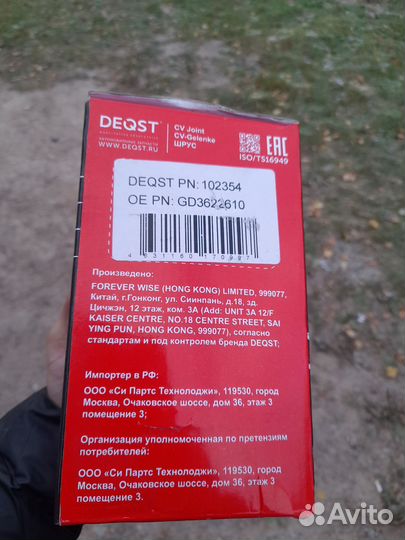 DEQST
WWW.DEQST.RU
CV Joint
CV-Gelenke
ШРУС
EAC
ISO/TS16949
DEQST PN: 102354
OE PN: GD3622610
4 631160 170997
Произведено:
FOREVER WISE (HONG KONG) LIMITED, 999077,
Китай, г.Гонконг, ул. Сиинпань, д.18, зд.
Цичжэн, 12 этаж, ком. 3А (Add: UNIT 3A 12/F
KAISER CENTRE, NO.18 CENTRE STREET, SAI
YING PUN, HONG KONG, 999077), согласно
стандартам и под контролем бренда DEQST;
Импортер в РФ:
ООО «Си Партс Технолоджи», 119530, город
Москва, Очаковское шоссе, дом 36, этаж 3
помещение 3;
Организация уполномоченная по претензиям
потребителей:
ООО «Си Партс Технолоджи», 119530, город
Москва, Очаковское шоссе, дом 36, этаж 3
помещение 3.
Avito